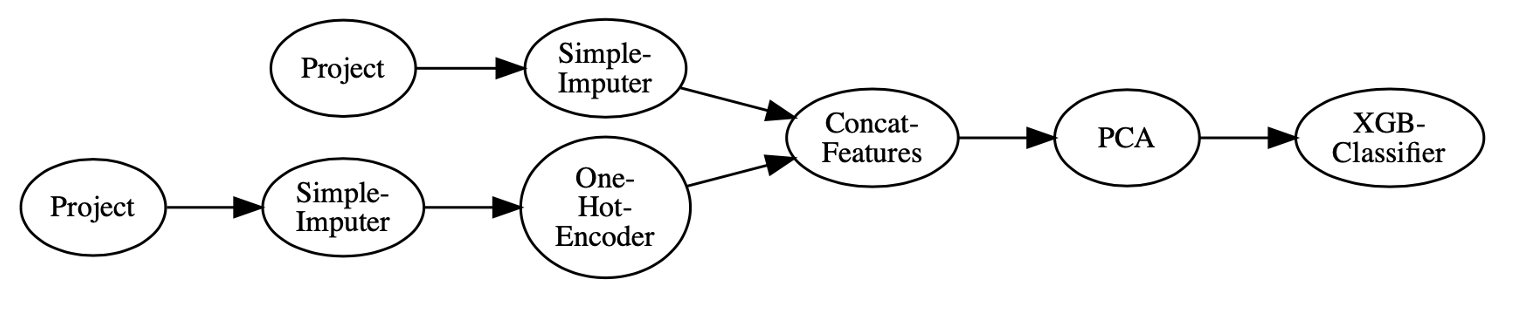 Project
Simple-
Imputer
Project
Simple-
Imputer
One-
Hot-
Encoder
Concat-
Features
PCA
XGB-
Classifier